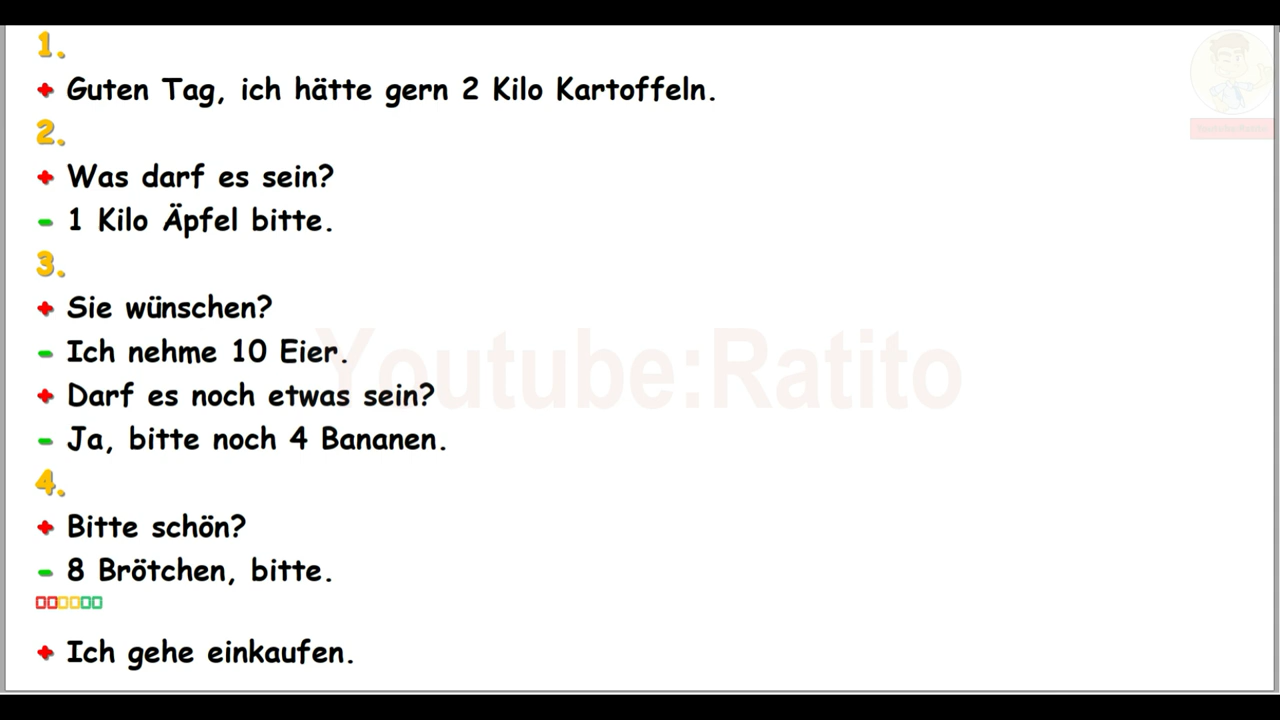 1.
+ Guten Tag, ich hätte gern 2 Kilo Kartoffeln.
2.
+ Was darf es sein?
- 1 Kilo Äpfel bitte.
3.
+ Sie wünschen?
- Ich nehme 10 Eier.
Youtube:Ratito
+ Darf es noch etwas sein?
- Ja, bitte noch 4 Bananen.
4.
+ Bitte schön?
- 8 Brötchen, bitte.
+ Ich gehe einkaufen.